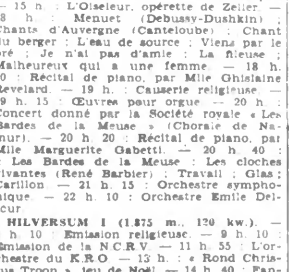 — 15 h. : L'Oiseleur, opérette de Zeller. —
8 h. : Menuet (Debussy-Dushkin) ;
Chants d'Auvergne (Canteloube) ; Chant
du berger ; L'eau de source ; Viens par le
pré ; Je n'ai pas d'amie ; La fileuse ;
Malheureux qui a une femme. — 18 h.
0 : Récital de piano, par Mlle Ghislaine
Revelard. — 19 h. : Causerie religieuse. —
9 h. 15 : Œuvres pour orgue. — 20 h. :
Concert donné par la Société royale « Les
Bardes de la Meuse » (Chorale de Na-
mur). — 20 h. 20 : Récital de piano, par
Mlle Marguerite Gabetti. — 20 h. 40 :
Les Bardes de la Meuse : Les cloches
vivantes (René Barbier) ; Travail ; Glas ;
Carillon. — 21 h. 15 : Orchestre sympho-
nique. — 22 h. 10 : Orchestre Emile Del-
cur.
HILVERSUM I (1.875 m., 120 kw.). —
h. 10 : Emission religieuse. — 9 h. 10 :
Emission de la N.C.R.V. — 11 h. 55 : L'or-
chestre du K.R.O. — 13 h. : « Rond Chris-
us Troon », jeu de Noël. — 14 h. 40 : Fan-